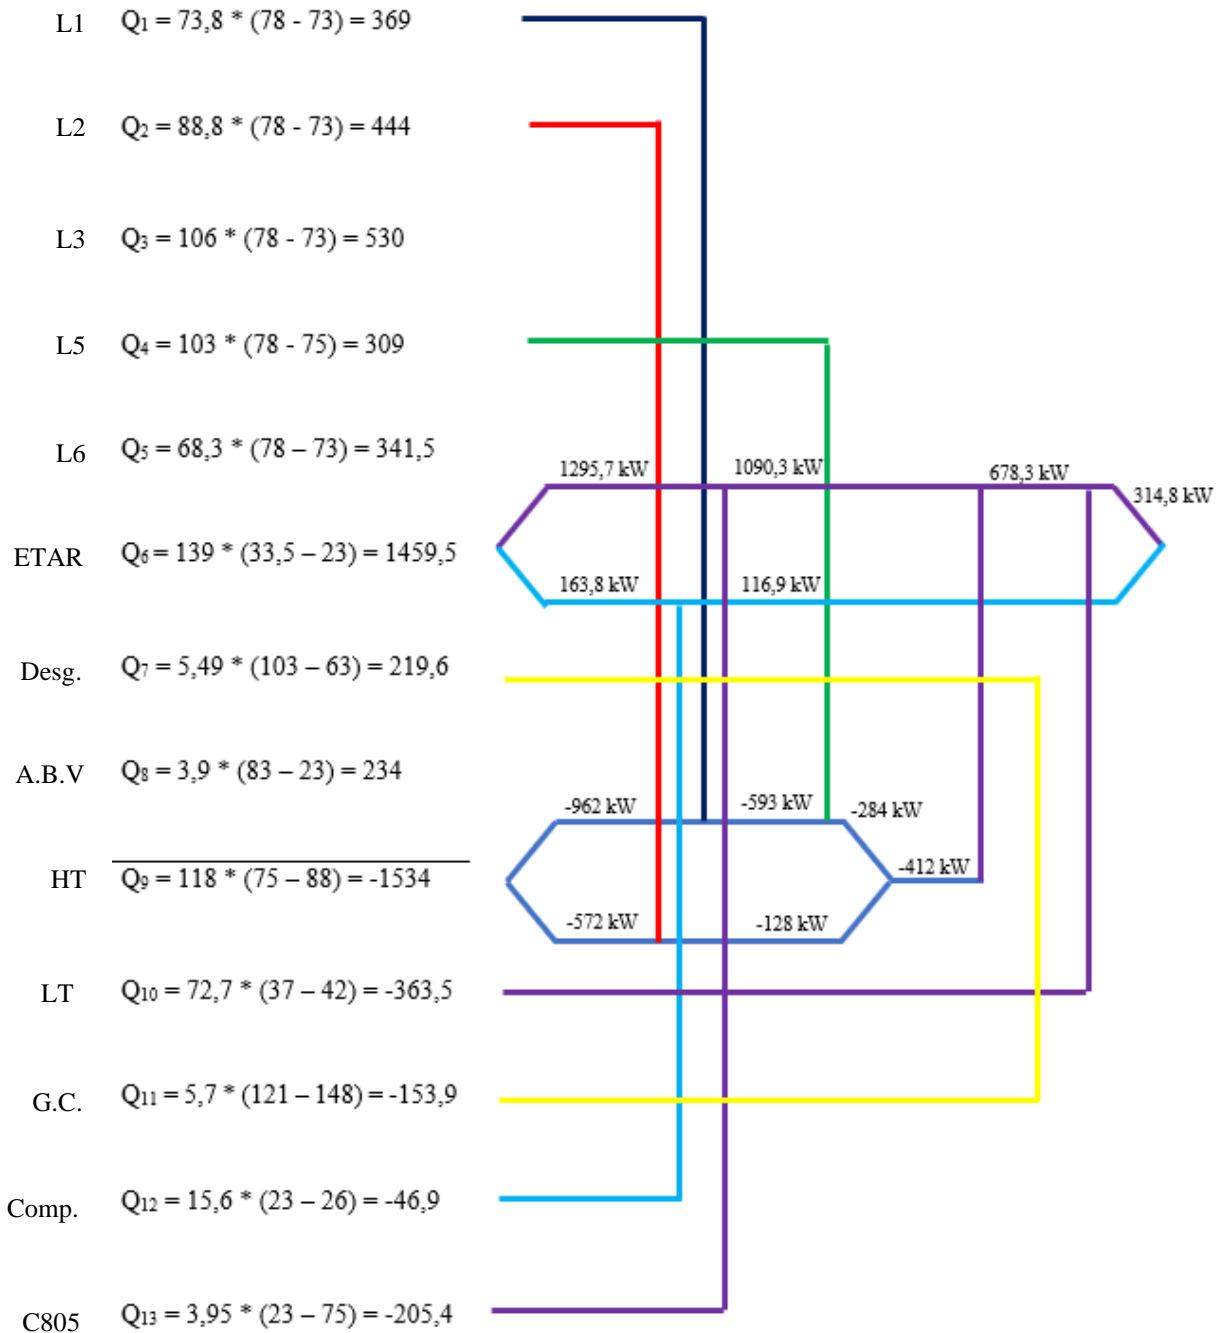 L1 Q₁ = 73,8 * (78 - 73) = 369
L2 Q₂ = 88,8 * (78 - 73) = 444
L3 Q₃ = 106 * (78 - 73) = 530
L5 Q₄ = 103 * (78 - 75) = 309
L6 Q₅ = 68,3 * (78 – 73) = 341,5
1295,7 kW 1090,3 kW 678,3 kW
314,8 kW
ETAR Q₆ = 139 * (33,5 – 23) = 1459,5
163,8 kW 116,9 kW
Desg. Q₇ = 5,49 * (103 – 63) = 219,6
A.B.V Q₈ = 3,9 * (83 – 23) = 234
-962 kW -593 kW -284 kW
HT Q₉ = 118 * (75 – 88) = -1534
-412 kW
-572 kW -128 kW
LT Q₁₀ = 72,7 * (37 – 42) = -363,5
G.C. Q₁₁ = 5,7 * (121 – 148) = -153,9
Comp. Q₁₂ = 15,6 * (23 – 26) = -46,9
C805 Q₁₃ = 3,95 * (23 – 75) = -205,4